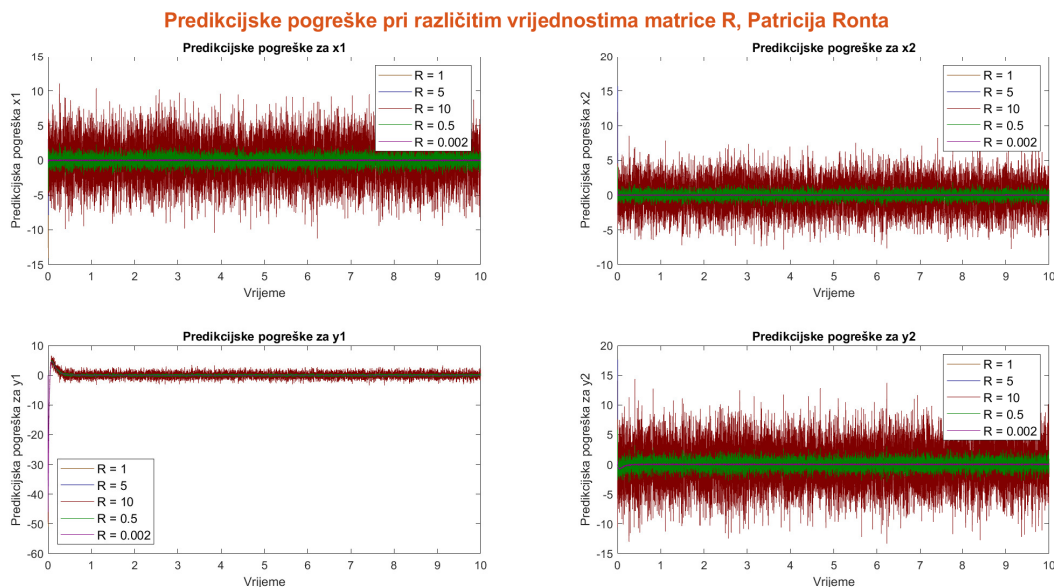 Predikcijske pogreške pri različitim vrijednostima matrice R, Patricija Ronta
Predikcijske pogreške za x1
15
10
5
0
-5
-10
-15
Predikcijska pogreška x1
R = 1
R = 5
R = 10
R = 0.5
R = 0.002
0 1 2 3 4 5 6 7 8 9 10
Vrijeme
Predikcijske pogreške za x2
20
15
10
5
0
-5
-10
Predikcijska pogreška x2
R = 1
R = 5
R = 10
R = 0.5
R = 0.002
0 1 2 3 4 5 6 7 8 9 10
Vrijeme
Predikcijske pogreške za y1
10
0
-10
-20
-30
-40
-50
-60
Predikcijska pogreška za y1
R = 1
R = 5
R = 10
R = 0.5
R = 0.002
0 1 2 3 4 5 6 7 8 9 10
Vrijeme
Predikcijske pogreške za y2
20
15
10
5
0
-5
-10
-15
Predikcijska pogreška za y2
R = 1
R = 5
R = 10
R = 0.5
R = 0.002
0 1 2 3 4 5 6 7 8 9 10
Vrijeme